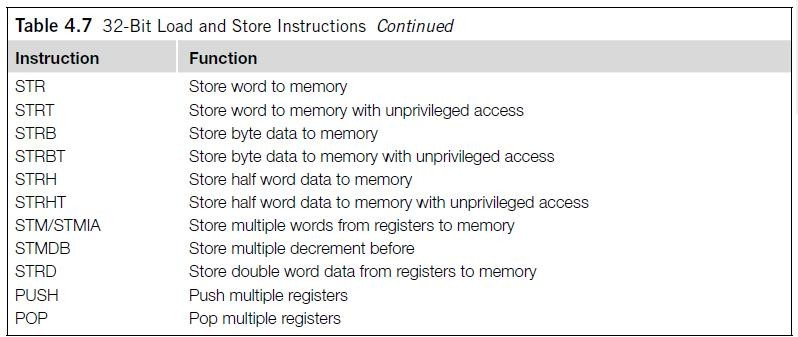 Table 4.7 32-Bit Load and Store Instructions Continued
Instruction Function
STR Store word to memory
STRT Store word to memory with unprivileged access
STRB Store byte data to memory
STRBT Store byte data to memory with unprivileged access
STRH Store half word data to memory
STRHT Store half word data to memory with unprivileged access
STM/STMIA Store multiple words from registers to memory
STMDB Store multiple decrement before
STRD Store double word data from registers to memory
PUSH Push multiple registers
POP Pop multiple registers